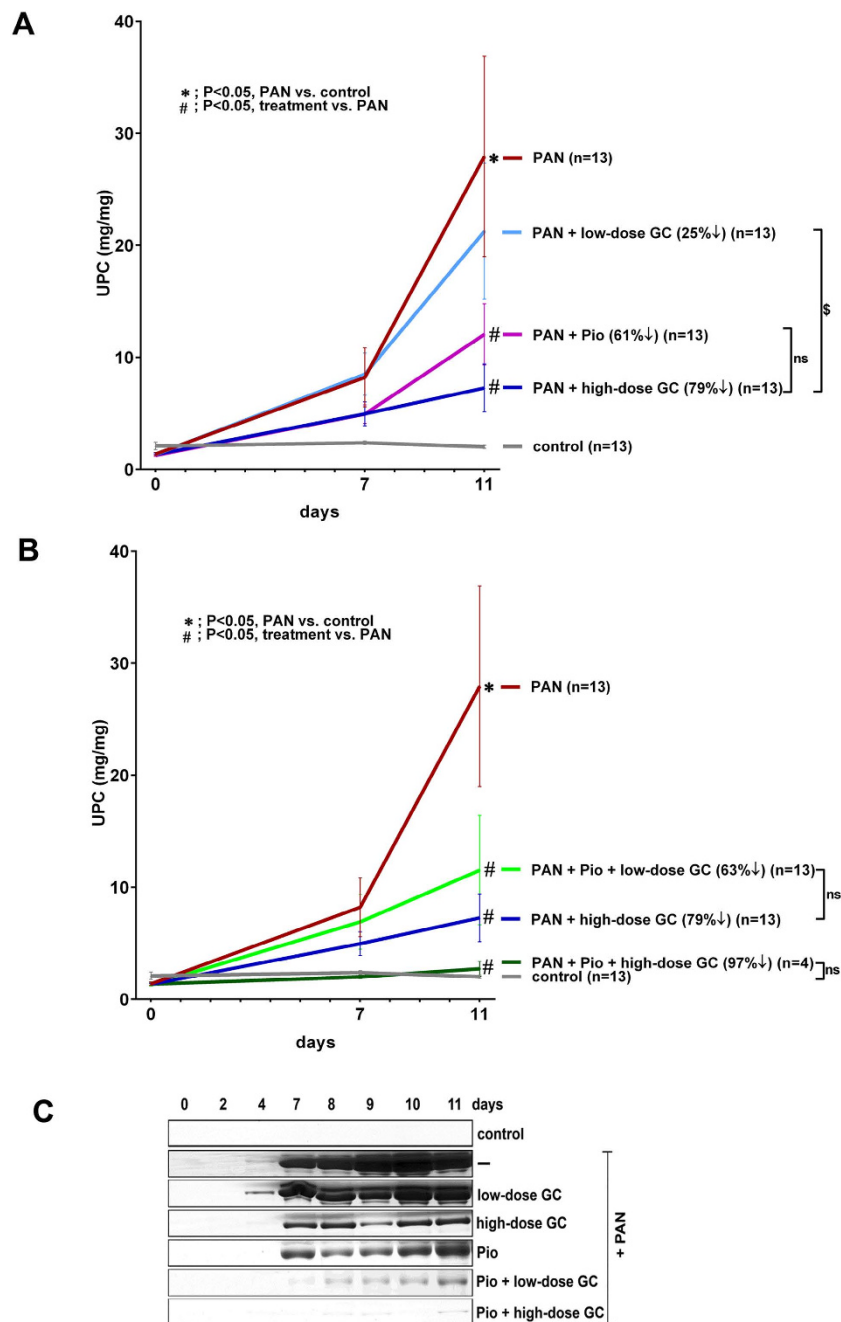 A
40
30
20
10
0
UPC (mg/mg)
* ; P<0.05, PAN vs. control
# ; P<0.05, treatment vs. PAN
* PAN (n=13)
PAN + low-dose GC (25%↓) (n=13)
# PAN + Pio (61%↓) (n=13)
# PAN + high-dose GC (79%↓) (n=13)
control (n=13)
ns
$
0 7 11
days
B
40
30
20
10
0
UPC (mg/mg)
* ; P<0.05, PAN vs. control
# ; P<0.05, treatment vs. PAN
* PAN (n=13)
# PAN + Pio + low-dose GC (63%↓) (n=13)
# PAN + high-dose GC (79%↓) (n=13)
ns
# PAN + Pio + high-dose GC (97%↓) (n=4)
control (n=13)
ns
0 7 11
days
C
0 2 4 7 8 9 10 11 days
control
–
low-dose GC
high-dose GC
Pio
Pio + low-dose GC
Pio + high-dose GC
+ PAN